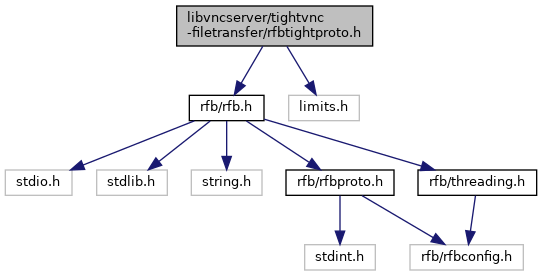 libvncserver/tightvnc
-filetransfer/rfbtightproto.h
rfb/rfb.h
limits.h
stdio.h
stdlib.h
string.h
rfb/rfbproto.h
rfb/threading.h
stdint.h
rfb/rfbconfig.h